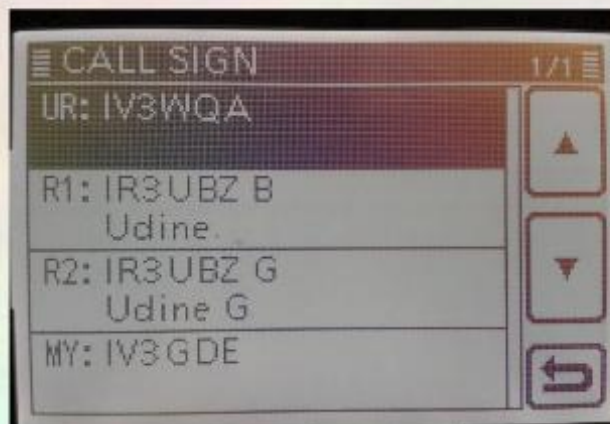 CALL SIGN 1/1
UR: IV3WQA
R1: IR3UBZ B
Udine
R2: IR3UBZ G
Udine G
MY: IV3GDE